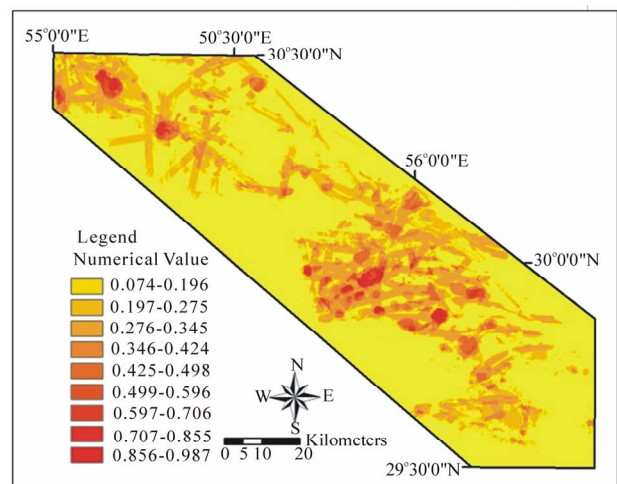 55°0'0"E
50°30'0"E
30°30'0"N
56°0'0"E
30°0'0"N
Legend
Numerical Value
0.074-0.196
0.197-0.275
0.276-0.345
0.346-0.424
0.425-0.498
0.499-0.596
0.597-0.706
0.707-0.855
0.856-0.987
N
W E
S
Kilometers
0 5 10 20
29°30'0"N